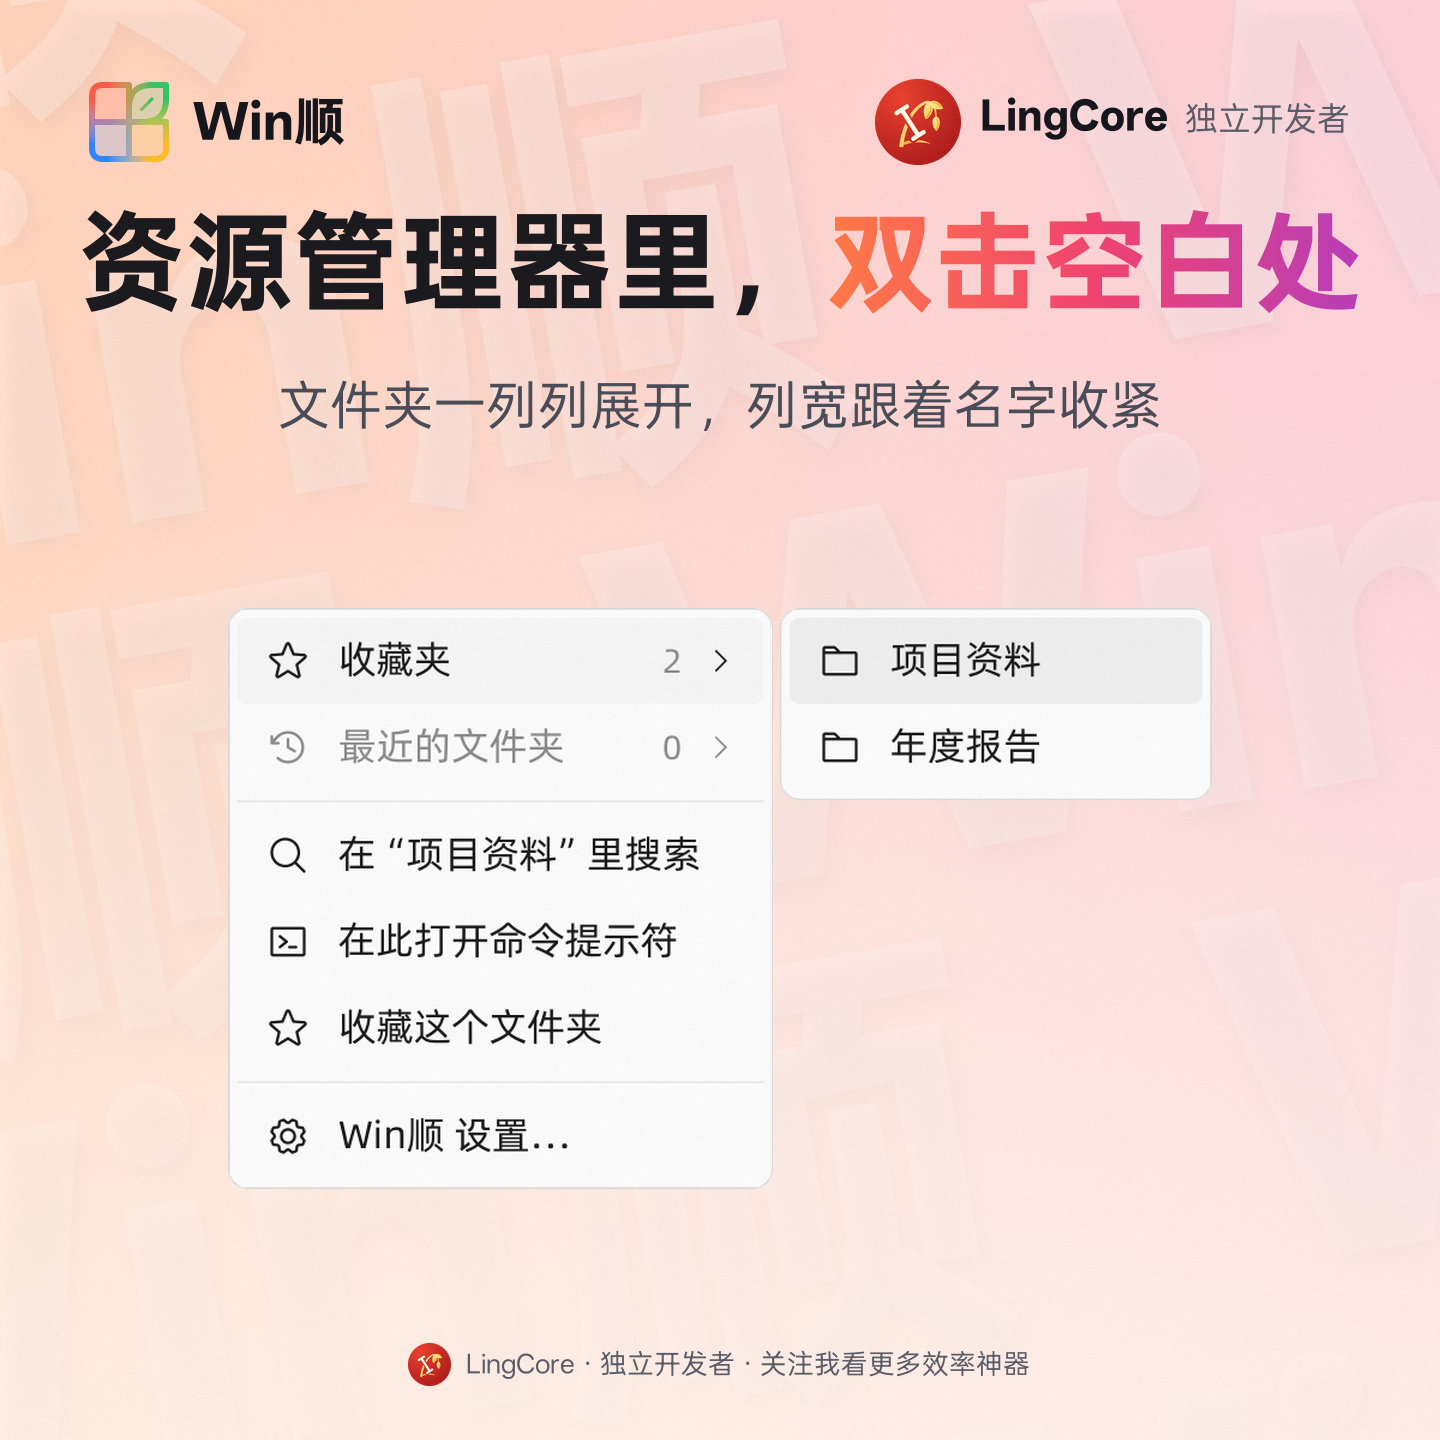 Win顺
LingCore 独立开发者
资源管理器里，双击空白处
文件夹一列列展开，列宽跟着名字收紧
收藏夹 2
最近的文件夹 0
在“项目资料”里搜索
在此打开命令提示符
收藏这个文件夹
Win顺 设置...
项目资料
年度报告
LingCore · 独立开发者 · 关注我看更多效率神器